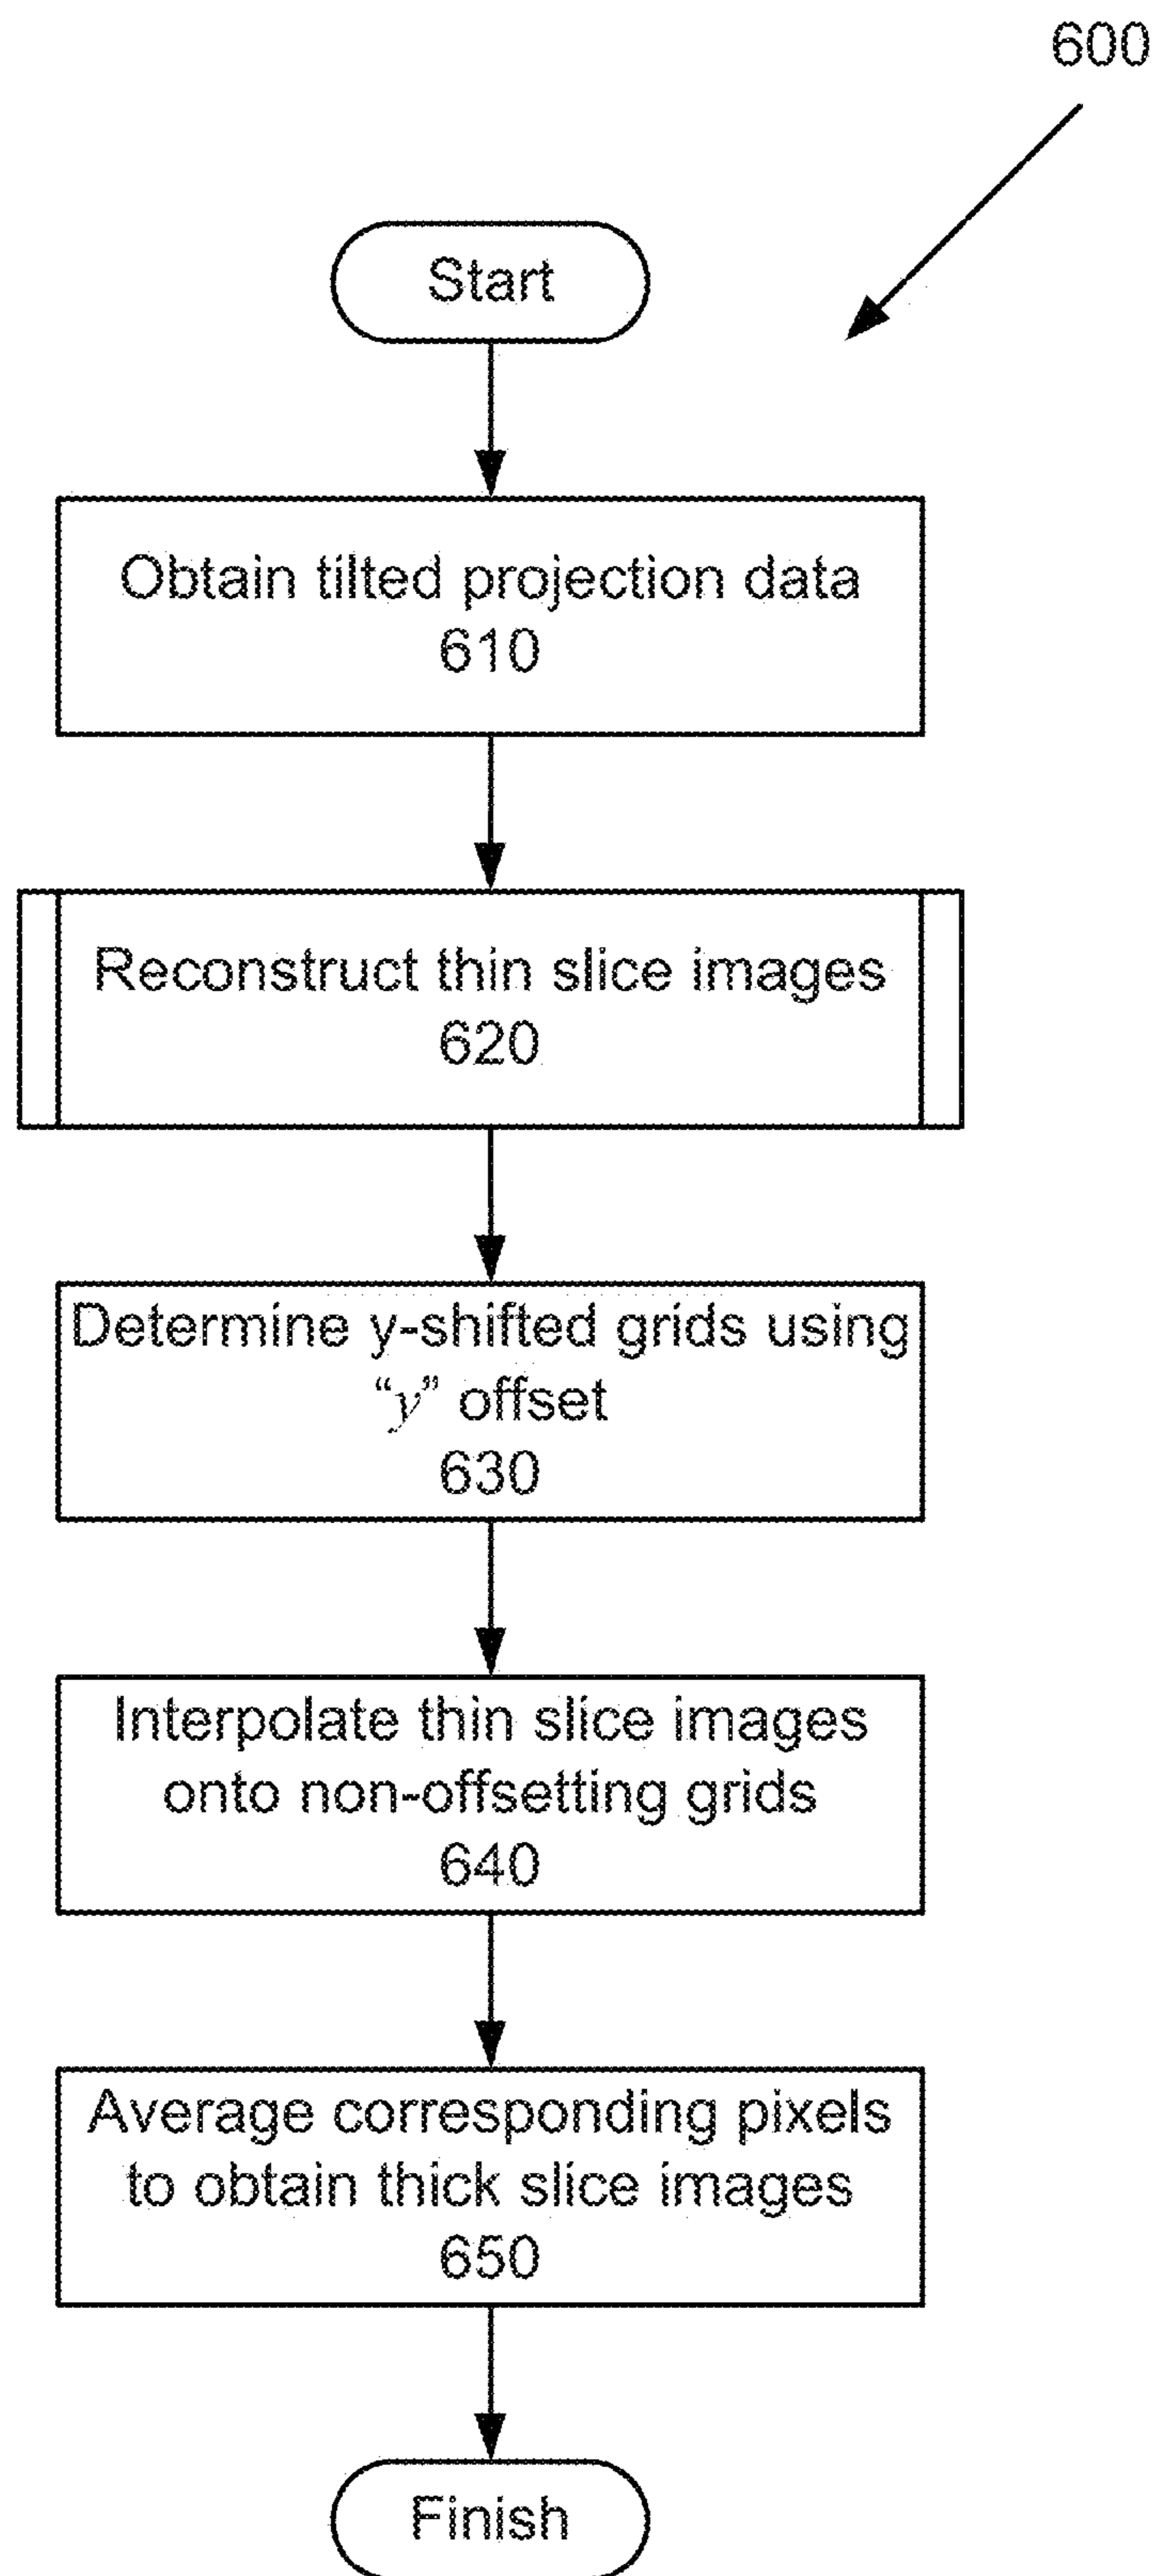 600
Start
Obtain tilted projection data
610
Reconstruct thin slice images
620
Determine y-shifted grids using
“y” offset
630
Interpolate thin slice images
onto non-offsetting grids
640
Average corresponding pixels
to obtain thick slice images
650
Finish